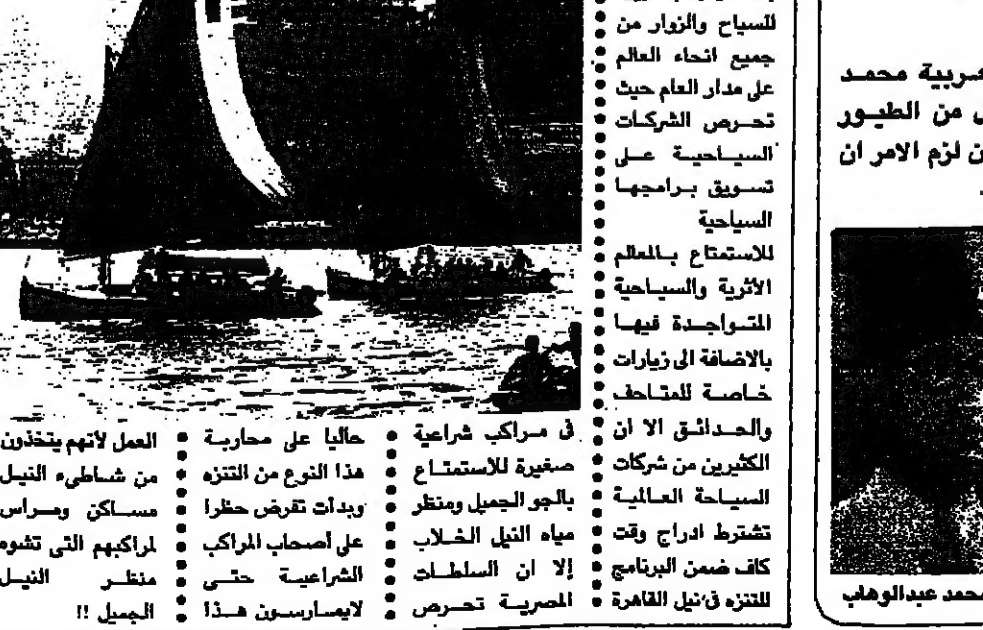 للسياح والزوار من
جميع انحاء العالم
على مدار العام حيث
تحرص الشركات
السياحية على
تسويق برامجها
السياحية
للاستمتاع بالمعالم
الأثرية والسياحية
المتواجدة فيها
بالاضافة الى زيارات
خاصة للمتاحف
والحدائق الا ان
الكثيرين من شركات
السياحة العالمية
تشترط ادراج وقت
كاف ضمن البرنامج
للتنزه فى نيل القاهرة
فى مراكب شراعية
صغيرة للاستمتاع
بالجو الجميل ومنظر
مياه النيل الخلاب
إلا ان السلطات
المصرية تحرص
حاليا على محاربة
هذا النوع من التنزه
وبدأت تفرض حظرا
على أصحاب المراكب
الشراعية حتى
لايمارسون هذا
العمل لأنهم يتخذون
من شاطىء النيل
مساكن ومراس
لمراكبهم التى تشوه
منظر النيل
الجميل !!
محمد
من الطيور
لزم الامر ان
محمد عبدالوهاب